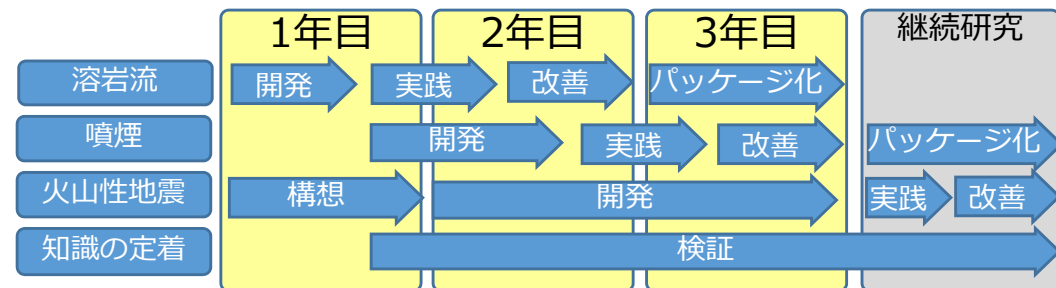 1年目 2年目 3年目 継続研究
溶岩流 開発 実践 改善 パッケージ化
噴煙 開発 実践 改善 パッケージ化
火山性地震 構想 開発 実践 改善
知識の定着 検証